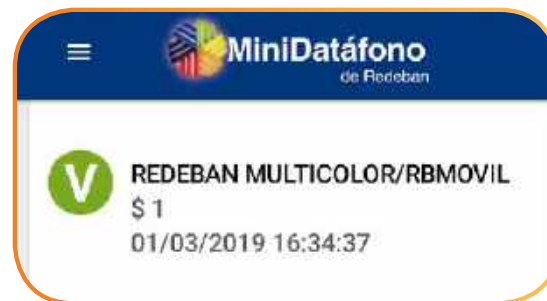 MiniDatáfono
de Redeban
V
REDEBAN MULTICOLOR/RBMOVIL
$ 1
01/03/2019 16:34:37